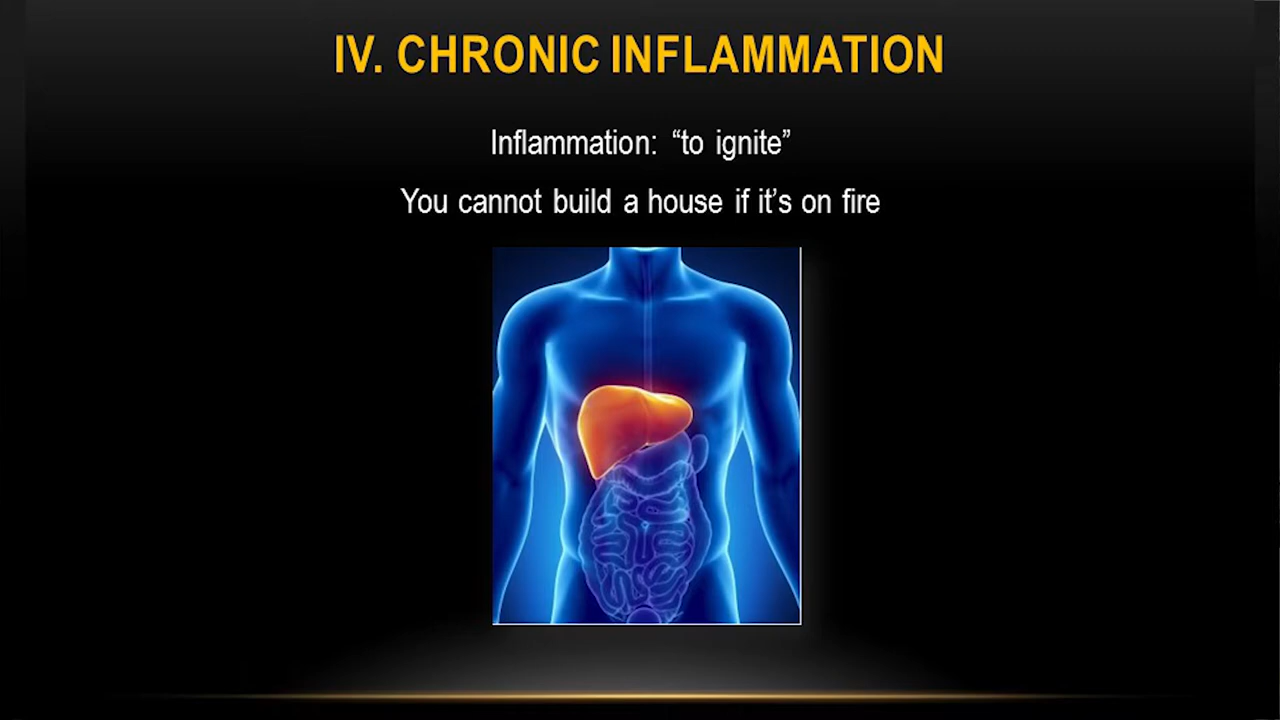 IV. CHRONIC INFLAMMATION
Inflammation: “to ignite”
You cannot build a house if it’s on fire